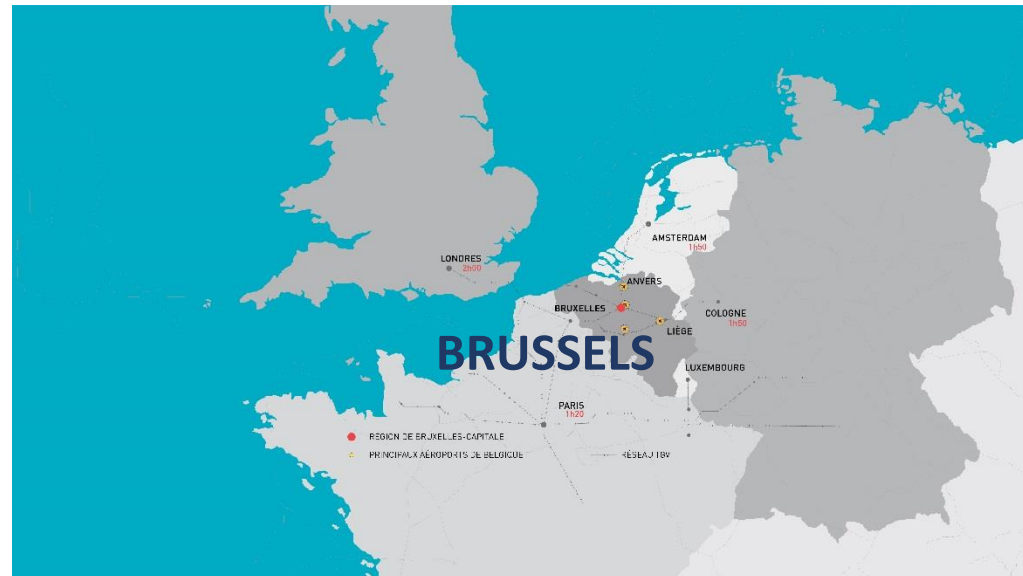 AMSTERDAM
1h50
LONDRES
2h00
ANVERS
BRUXELLES
COLOGNE
1h50
LIÈGE
BRUSSELS
LUXEMBOURG
PARIS
1h20
RÉGION DE BRUXELLES-CAPITALE
PRINCIPAUX AÉROPORTS DE BELGIQUE
RÉSEAU TGV